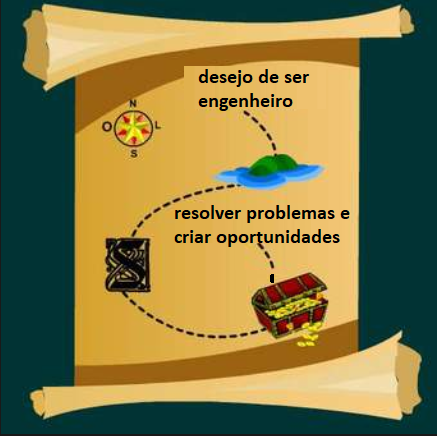 desejo de ser
engenheiro
N
O L
S
resolver problemas e
criar oportunidades